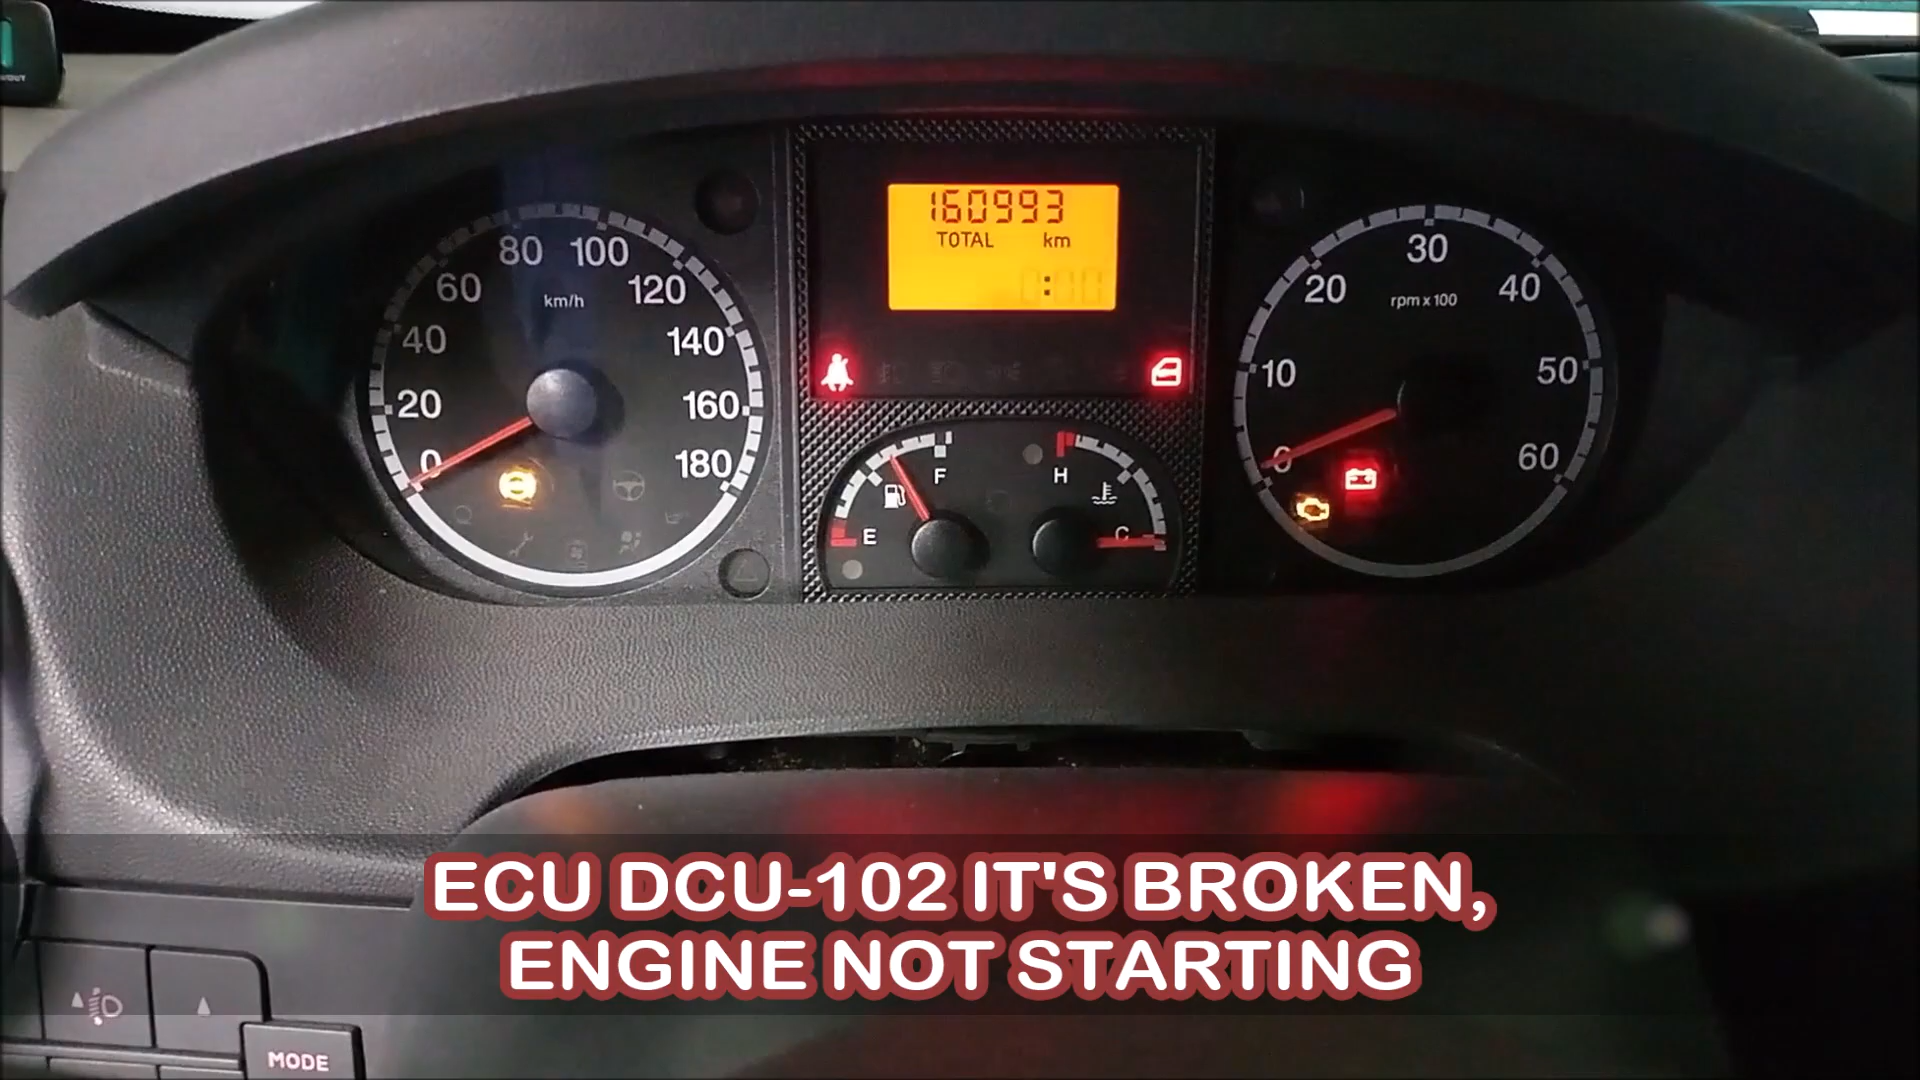 160993
TOTAL km
80 100
60 120
km/h
40 140
20 160
0 180
F
E
H
C
30
20 40
rpm x 100
10 50
0 60
ECU DCU-102 IT'S BROKEN,
ENGINE NOT STARTING
MODE